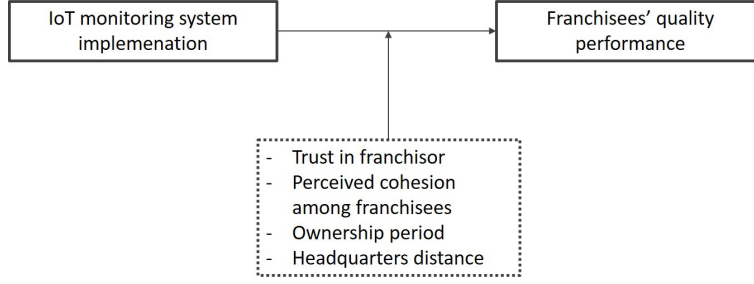 IoT monitoring system
implemenation
Franchisees’ quality
performance
- Trust in franchisor
- Perceived cohesion
among franchisees
- Ownership period
- Headquarters distance